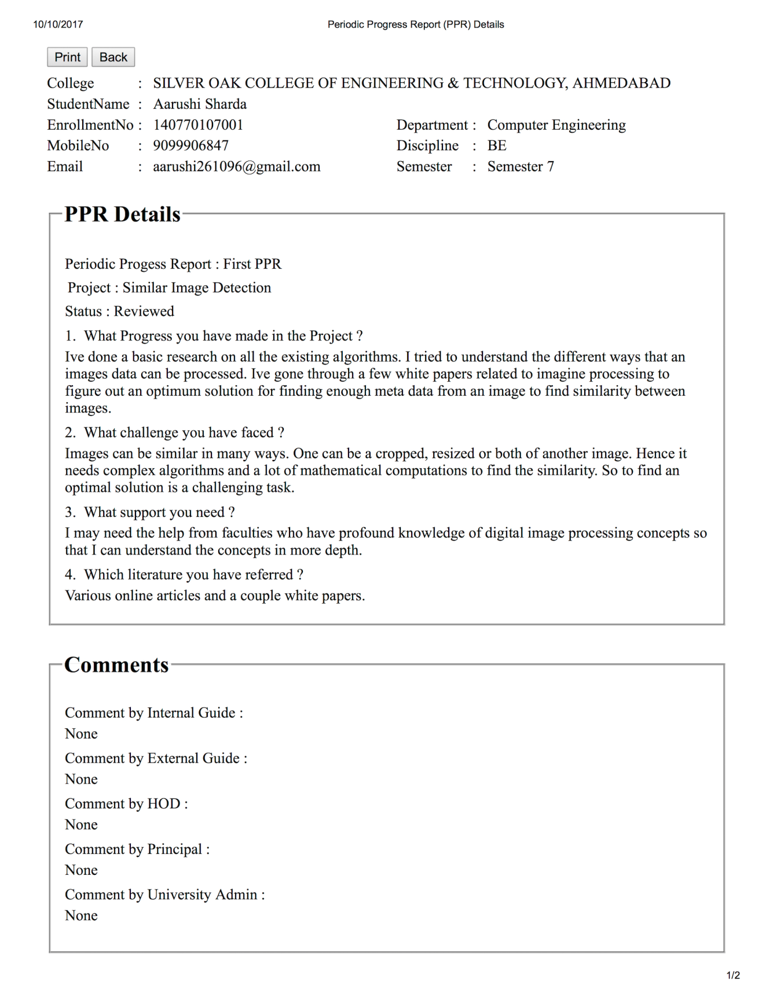 10/10/2017 Periodic Progress Report (PPR) Details
Print Back
College : SILVER OAK COLLEGE OF ENGINEERING & TECHNOLOGY, AHMEDABAD
StudentName : Aarushi Sharda
EnrollmentNo : 140770107001 Department : Computer Engineering
MobileNo : 9099906847 Discipline : BE
Email : aarushi261096@gmail.com Semester : Semester 7
PPR Details
Periodic Progess Report : First PPR
Project : Similar Image Detection
Status : Reviewed
1. What Progress you have made in the Project ?
Ive done a basic research on all the existing algorithms. I tried to understand the different ways that an
images data can be processed. Ive gone through a few white papers related to imagine processing to
figure out an optimum solution for finding enough meta data from an image to find similarity between
images.
2. What challenge you have faced ?
Images can be similar in many ways. One can be a cropped, resized or both of another image. Hence it
needs complex algorithms and a lot of mathematical computations to find the similarity. So to find an
optimal solution is a challenging task.
3. What support you need ?
I may need the help from faculties who have profound knowledge of digital image processing concepts so
that I can understand the concepts in more depth.
4. Which literature you have referred ?
Various online articles and a couple white papers.
Comments
Comment by Internal Guide :
None
Comment by External Guide :
None
Comment by HOD :
None
Comment by Principal :
None
Comment by University Admin :
None
1/2